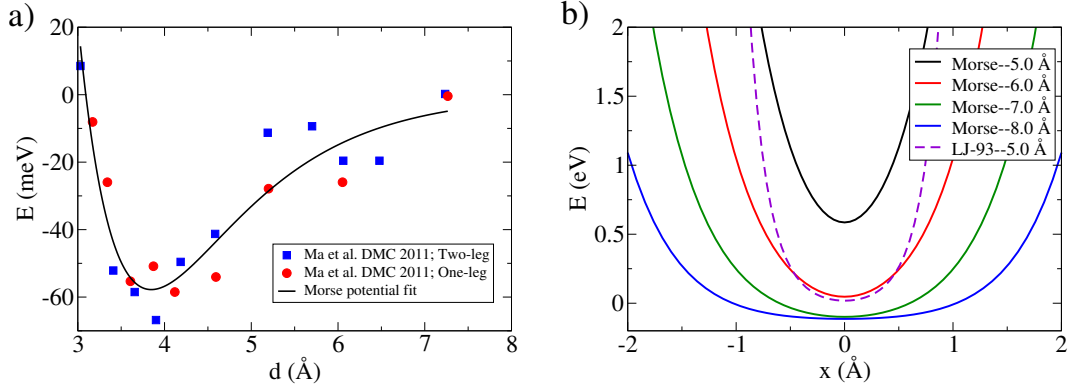 a)
20
0
-20
-40
-60
E (meV)
3
4
5
6
7
8
d (Å)
Ma et al. DMC 2011; Two-leg
Ma et al. DMC 2011; One-leg
Morse potential fit
b)
2
1.5
1
0.5
0
E (eV)
-2
-1
0
1
2
x (Å)
Morse--5.0 Å
Morse--6.0 Å
Morse--7.0 Å
Morse--8.0 Å
LJ-93--5.0 Å